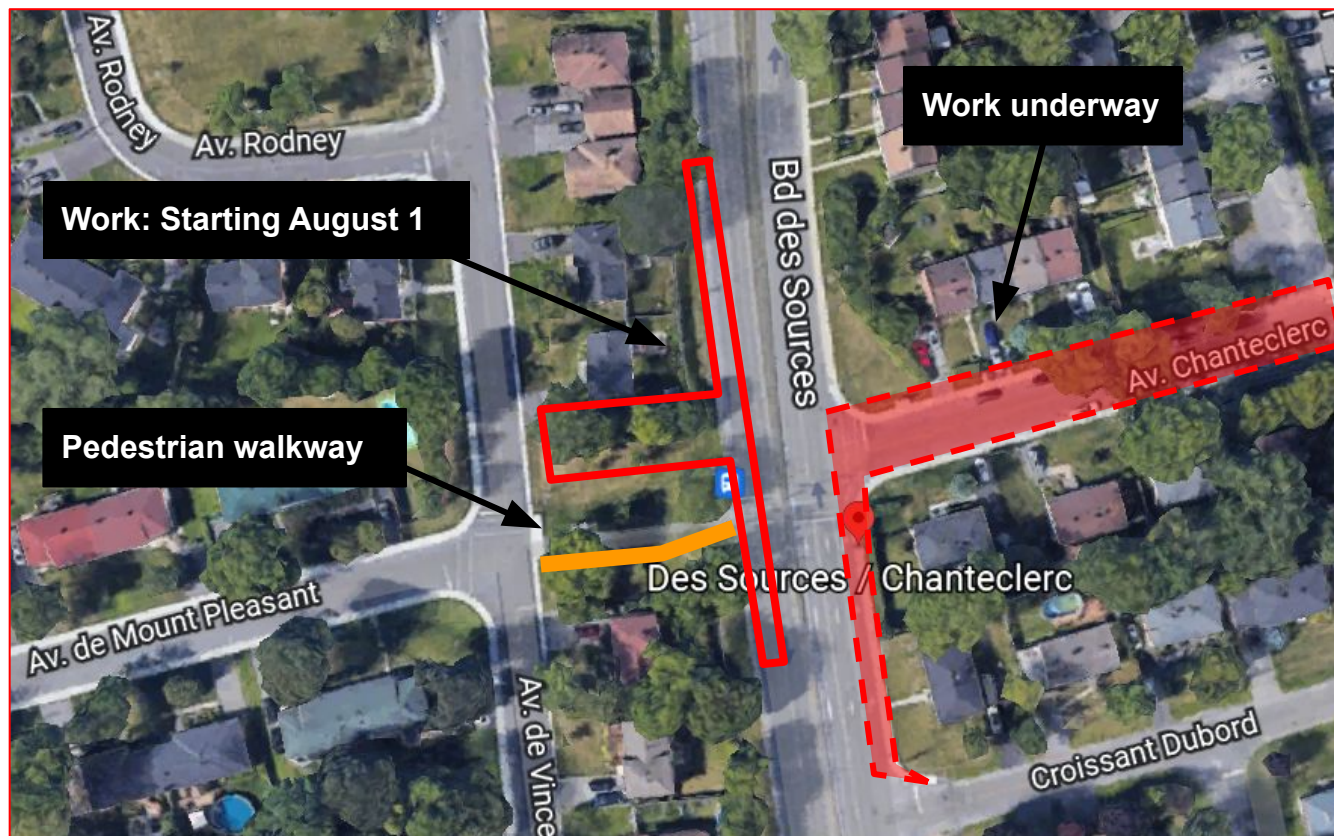 Av. Rodney
Av. Rodney
Work underway
Work: Starting August 1
Bd des Sources
Av. Chanteclerc
Pedestrian walkway
Des Sources / Chanteclerc
Av. de Mount Pleasant
Av. de Vince
Croissant Dubord